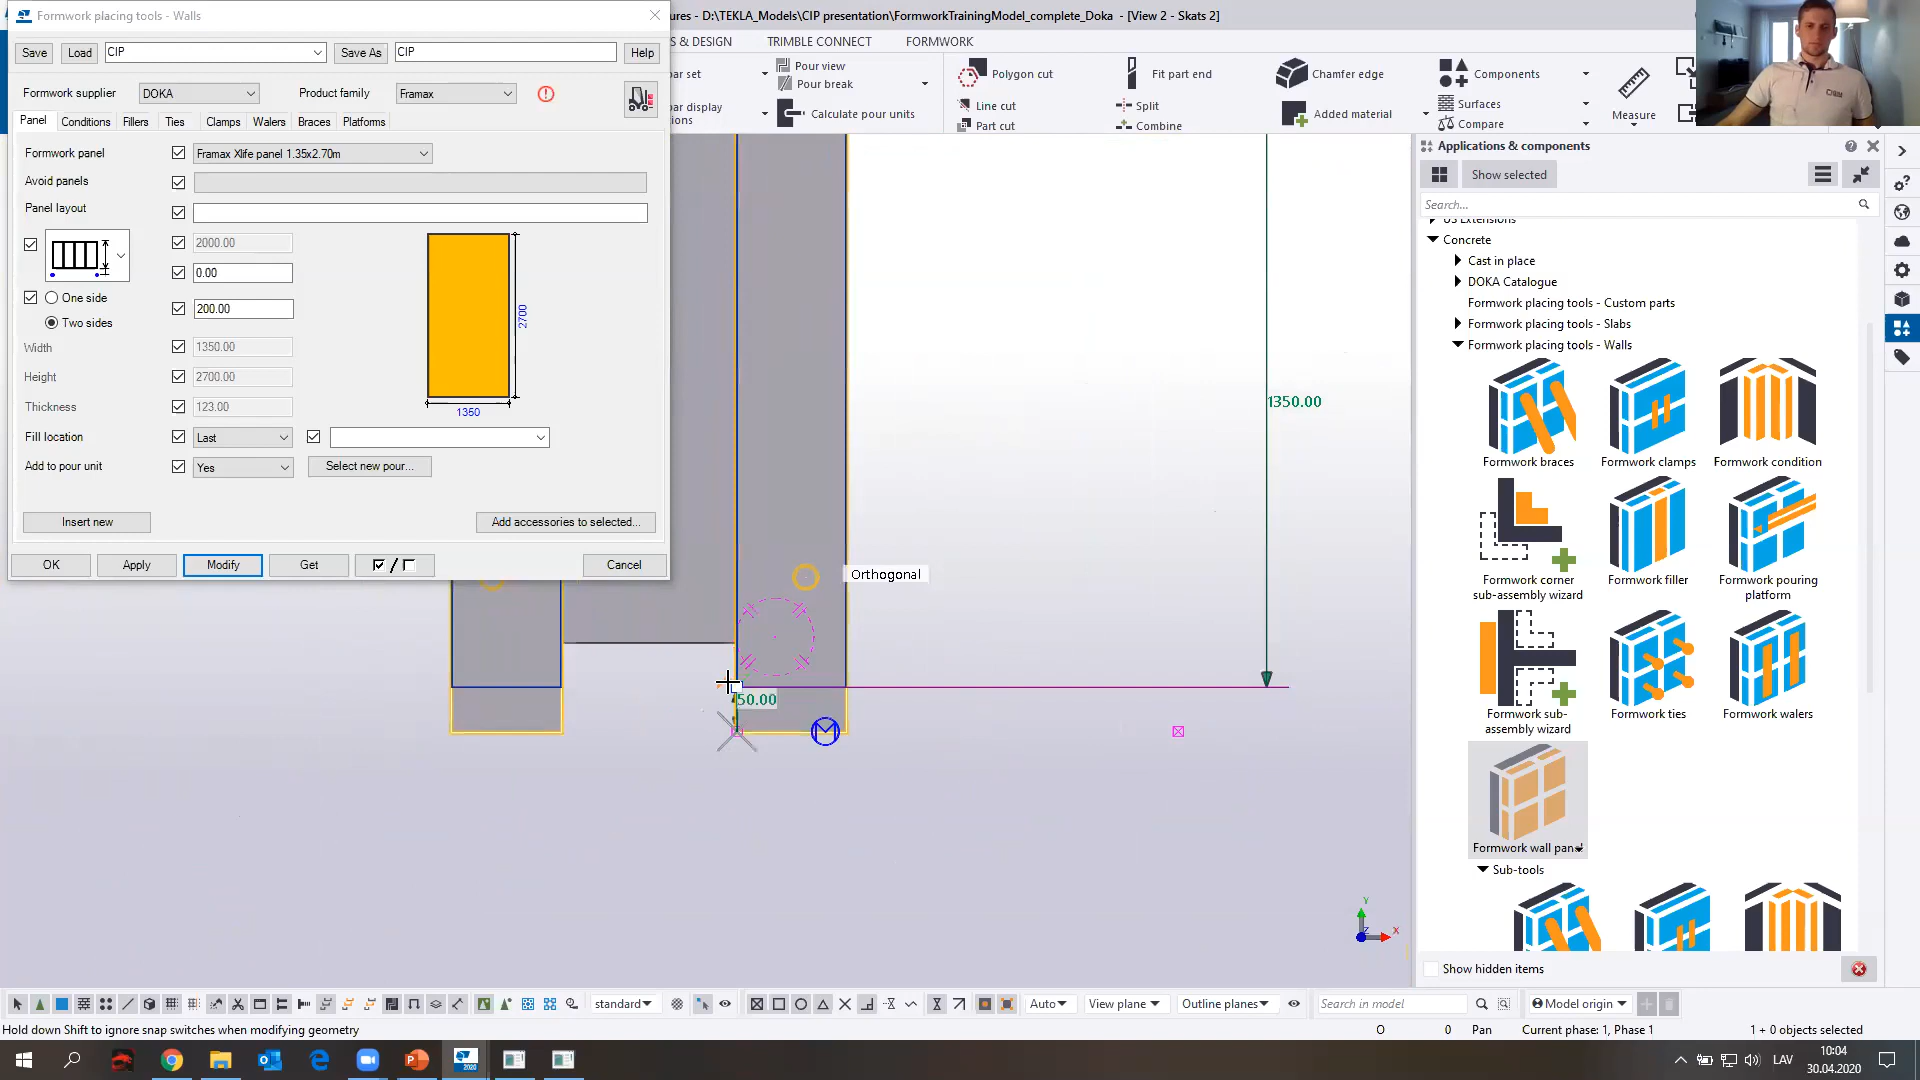 Formwork placing tools - Walls
ures - D:\TEKLA_Models\CIP presentation\FormworkTrainingModel_complete_Doka - [View 2 - Skats 2]
Save
Load
CIP
Save As
CIP
Help
S & DESIGN
TRIMBLE CONNECT
FORMWORK
Formwork supplier
DOKA
Product family
Framax
bar set
bar display
options
Pour view
Pour break
Calculate pour units
Polygon cut
Line cut
Part cut
Fit part end
Split
Combine
Chamfer edge
Added material
Components
Surfaces
Compare
Measure
Panel
Conditions
Fillers
Ties
Clamps
Walers
Braces
Platforms
Formwork panel
Framax Xlife panel 1.35x2.70m
Avoid panels
Panel layout
2000.00
0.00
One side
200.00
Two sides
Width
1350.00
Height
2700.00
Thickness
123.00
Fill location
Last
Add to pour unit
Yes
Select new pour...
2700
1350
Insert new
Add accessories to selected...
OK
Apply
Modify
Get
/
Cancel
Orthogonal
50.00
1350.00
Y
X
Z
Applications & components
Show selected
Search...
US Extensions
Concrete
Cast in place
DOKA Catalogue
Formwork placing tools - Custom parts
Formwork placing tools - Slabs
Formwork placing tools - Walls
Formwork braces
Formwork clamps
Formwork condition
Formwork corner
sub-assembly wizard
Formwork filler
Formwork pouring
platform
Formwork sub-
assembly wizard
Formwork ties
Formwork walers
Formwork wall panel
Sub-tools
Show hidden items
standard
Auto
View plane
Outline planes
Search in model
Model origin
Hold down Shift to ignore snap switches when modifying geometry
O
0
Pan
Current phase: 1, Phase 1
1 + 0 objects selected
2020
LAV
10:04
30.04.2020